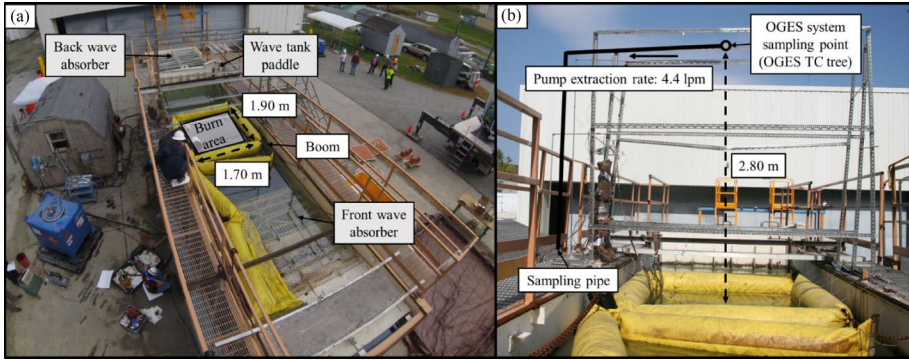 (a)
Back wave
absorber
Wave tank
paddle
1.90 m
Burn
area
Boom
1.70 m
Front wave
absorber
(b)
OGES system
sampling point
(OGES TC tree)
Pump extraction rate: 4.4 lpm
2.80 m
Sampling pipe